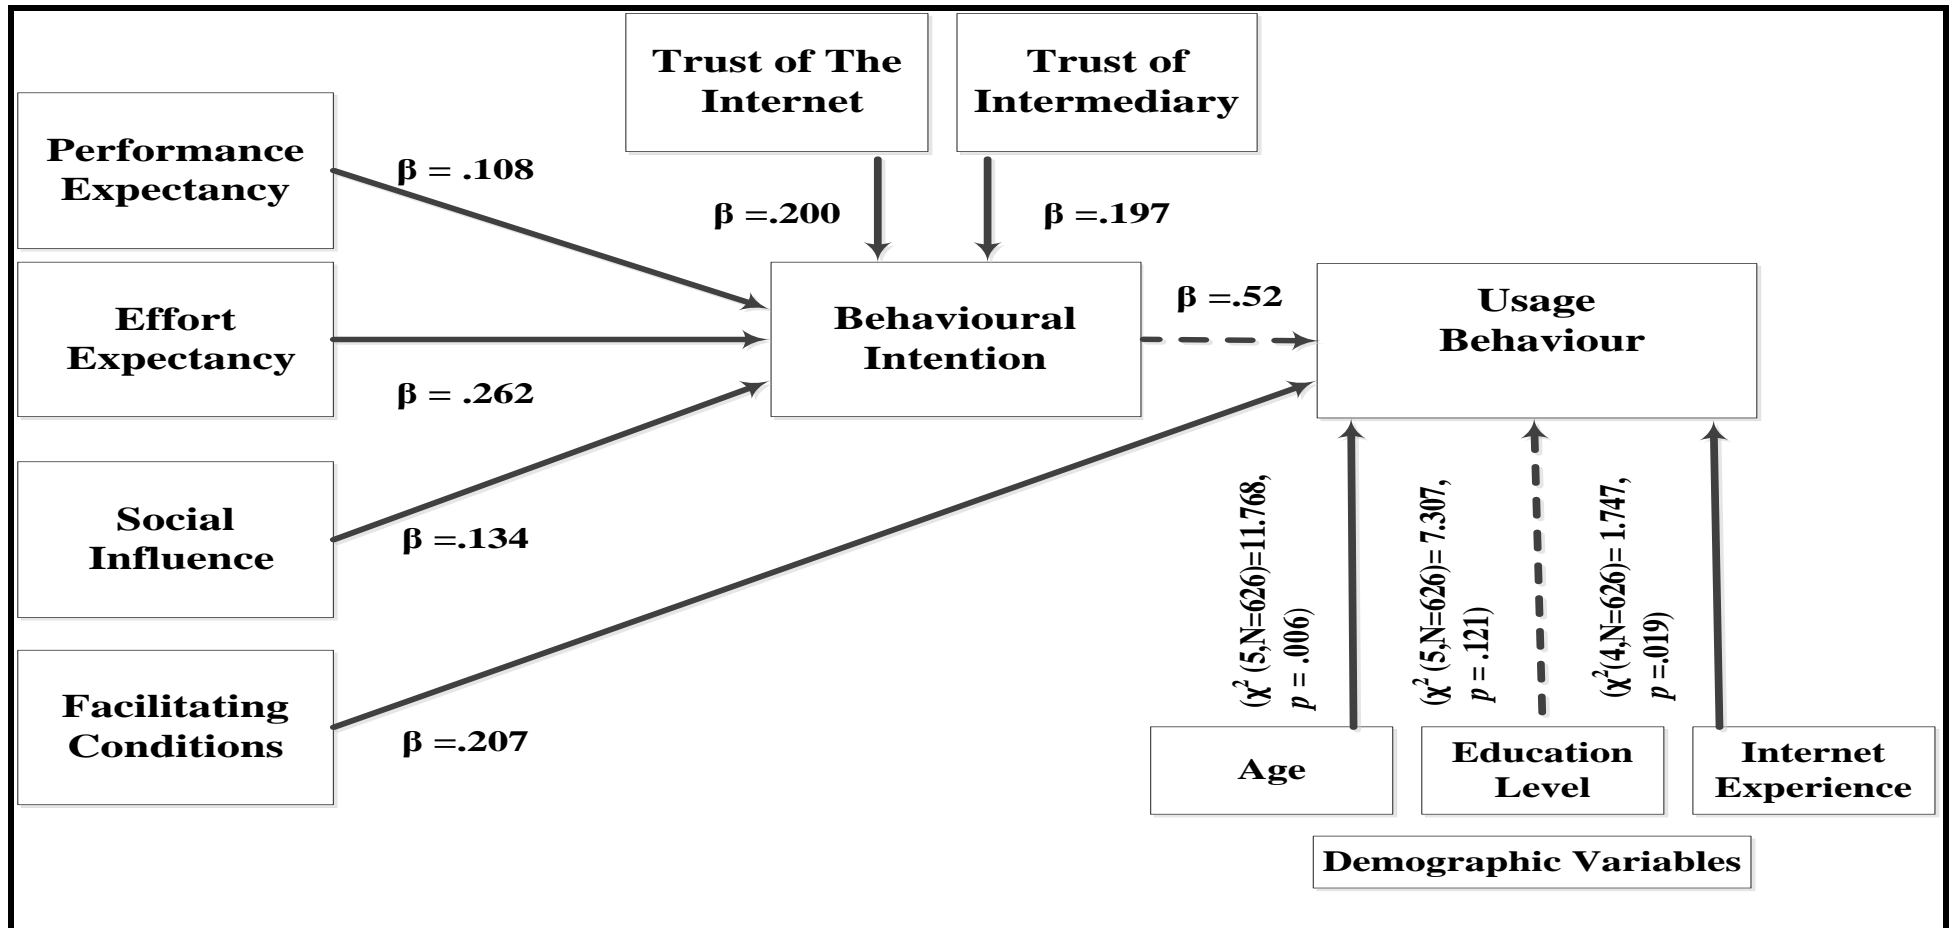 Trust of The
Internet
Trust of
Intermediary
Performance
Expectancy
β = .108
β =.200
β =.197
Effort
Expectancy
β = .262
Behavioural
Intention
β =.52
Usage
Behaviour
Social
Influence
β =.134
Facilitating
Conditions
β =.207
(χ² (5,N=626)=11.768,
p = .006)
(χ² (5,N=626)= 7.307,
p = .121)
(χ²(4,N=626)= 1.747,
p =.019)
Age
Education
Level
Internet
Experience
Demographic Variables